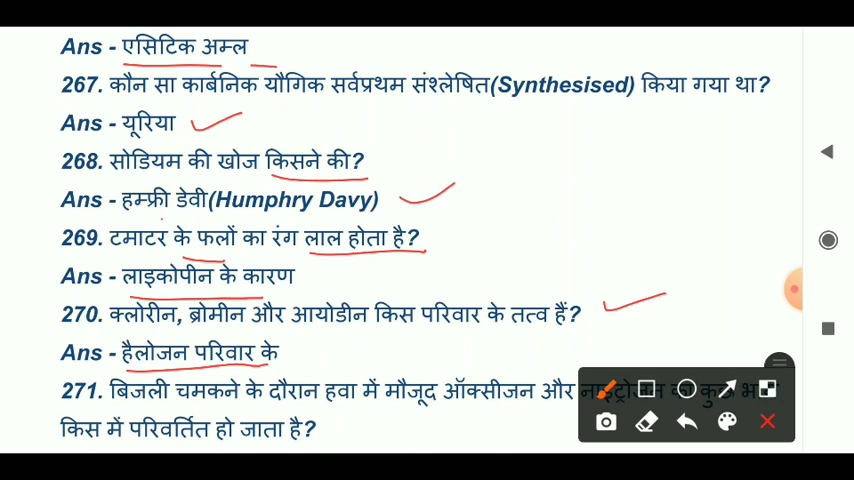 Ans - एसिटिक अम्ल
267. कौन सा कार्बनिक यौगिक सर्वप्रथम संश्लेषित(Synthesised) किया गया था?
Ans - यूरिया
268. सोडियम की खोज किसने की?
Ans - हम्फ्री डेवी(Humphry Davy)
269. टमाटर के फलों का रंग लाल होता है?
Ans - लाइकोपीन के कारण
270. क्लोरीन, ब्रोमीन और आयोडीन किस परिवार के तत्व हैं?
Ans - हैलोजन परिवार के
271. बिजली चमकने के दौरान हवा में मौजूद ऑक्सीजन और नाइट्रोजन का कुछ
किस में परिवर्तित हो जाता है?